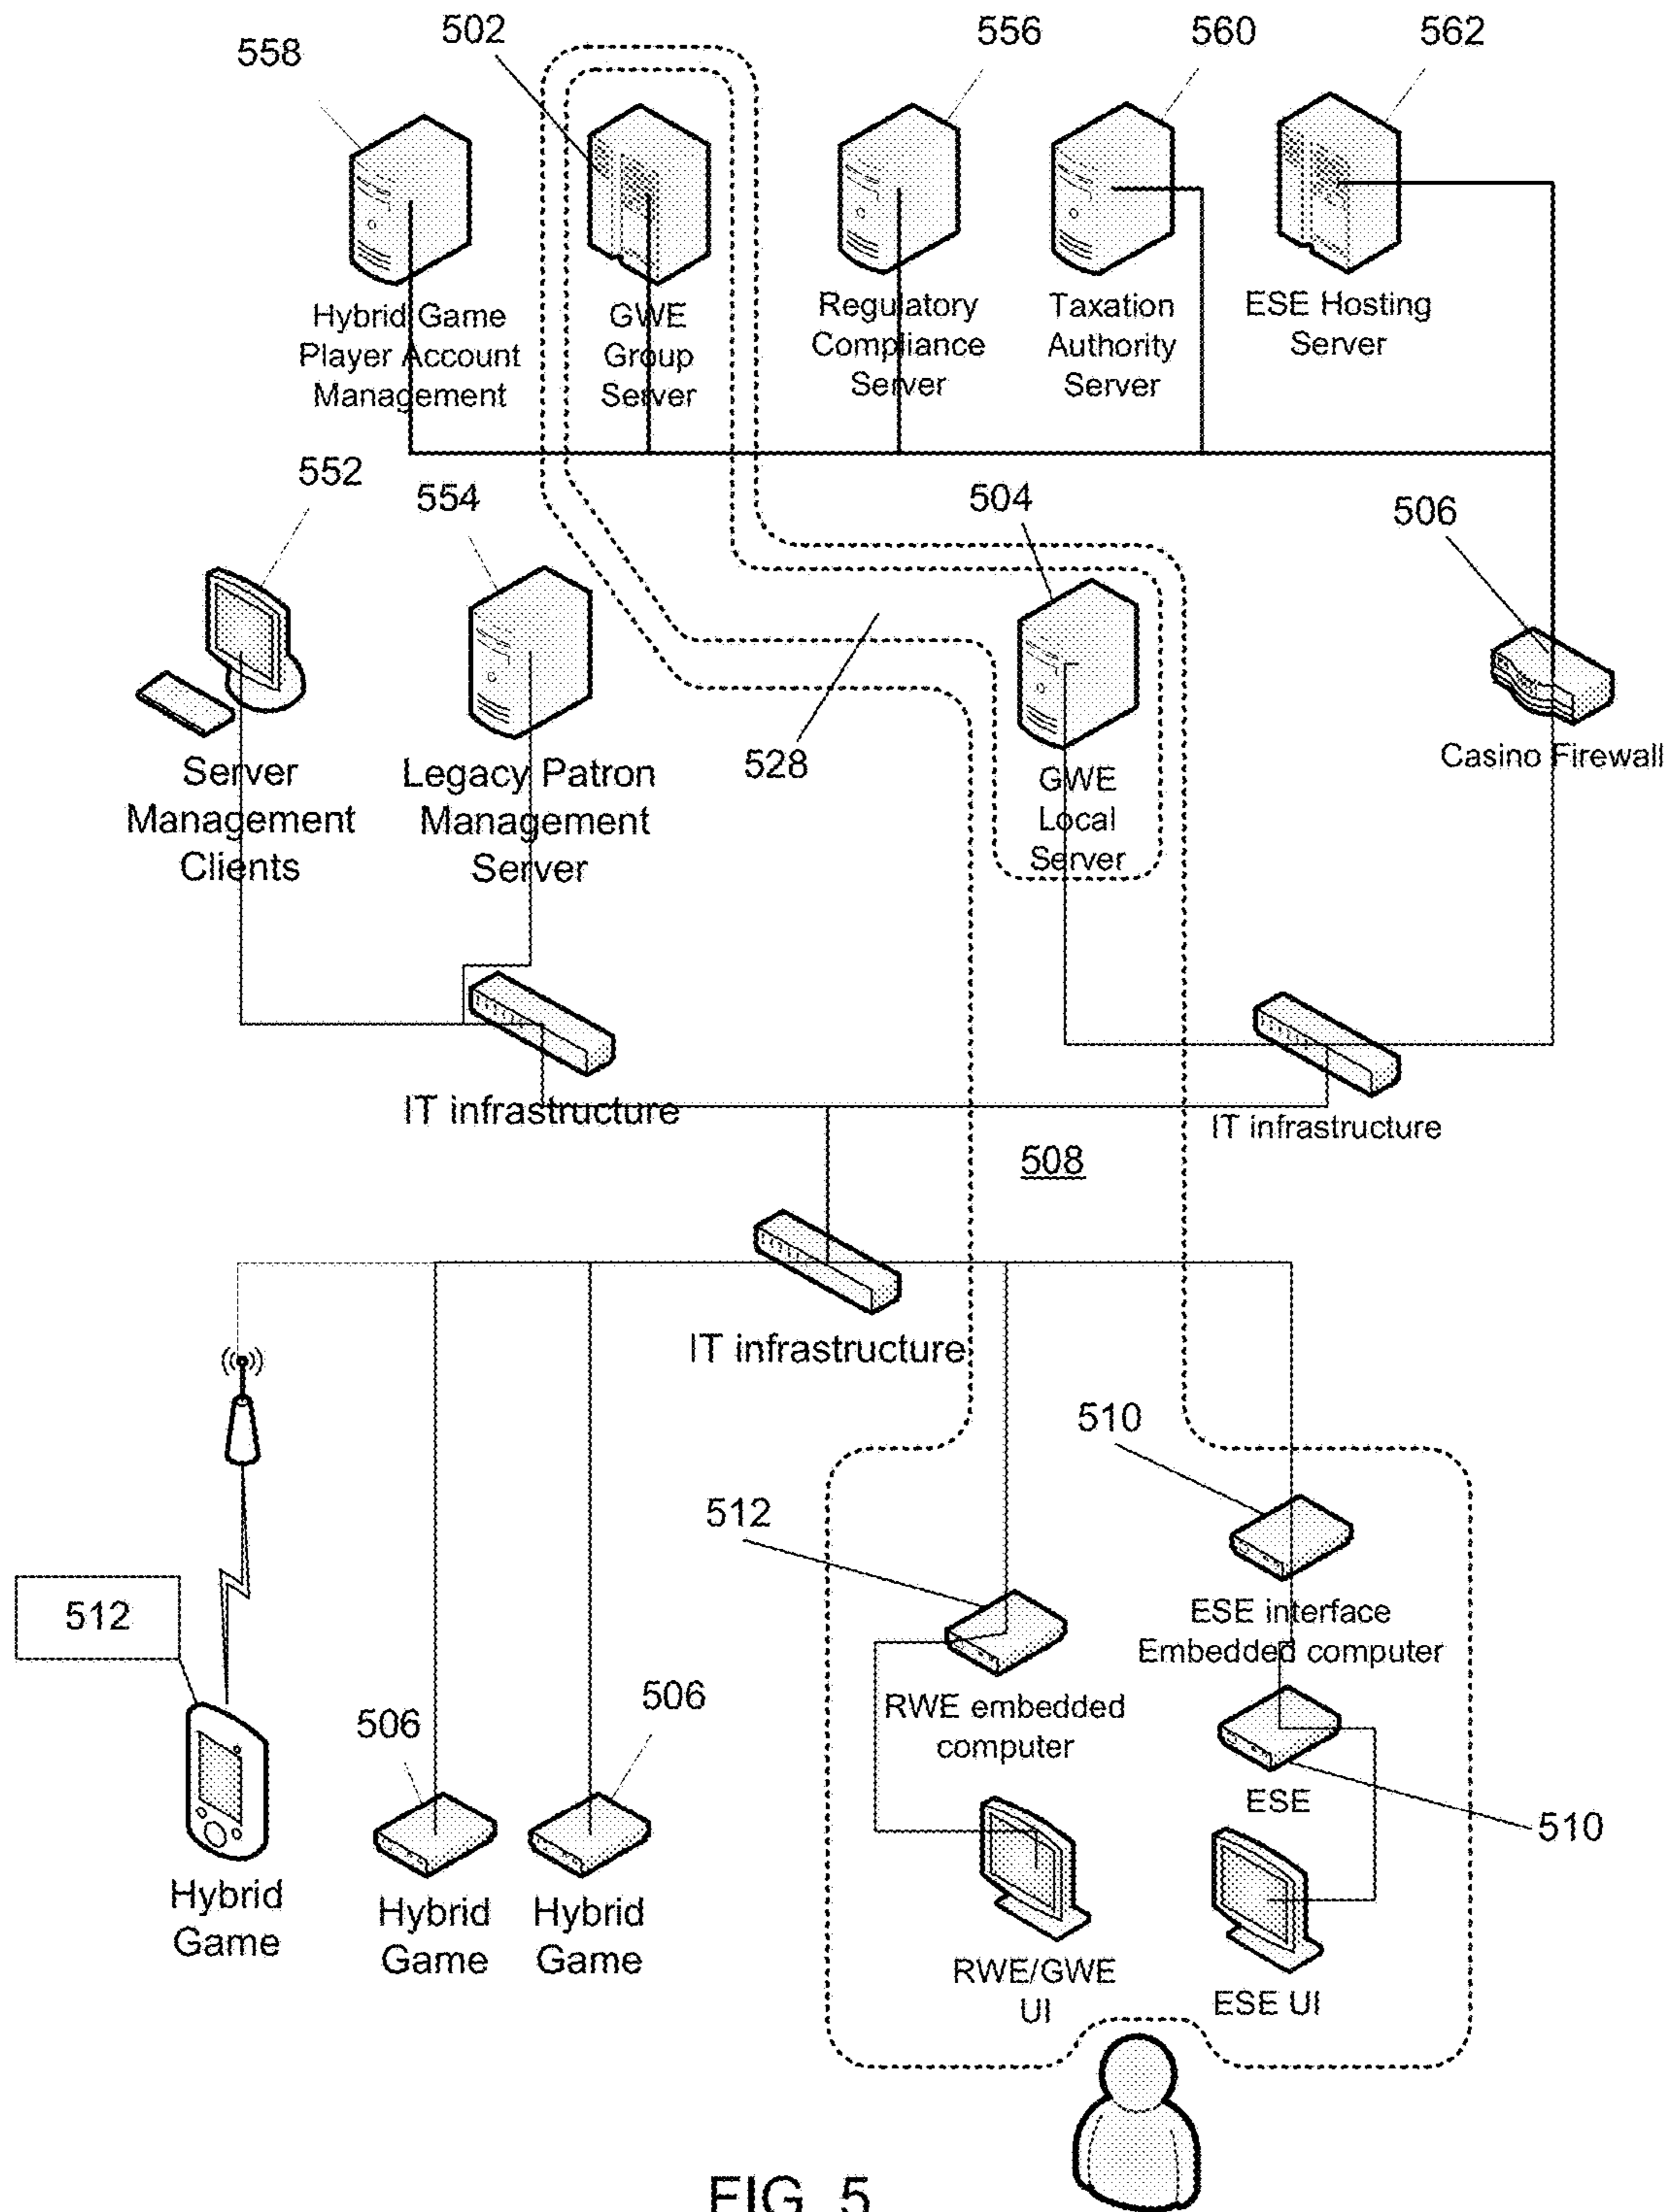 558
502
556
560
562
Hybrid Game
Player Account
Management
GWE
Group
Server
Regulatory
Compliance
Server
Taxation
Authority
Server
ESE Hosting
Server
552
554
504
506
528
Server
Management
Clients
Legacy Patron
Management
Server
GWE
Local
Server
Casino Firewall
IT infrastructure
IT infrastructure
508
IT infrastructure
510
512
512
ESE interface
Embedded computer
506
506
RWE embedded
computer
ESE
510
Hybrid
Game
Hybrid
Game
Hybrid
Game
RWE/GWE
UI
ESE UI
FIG. 5